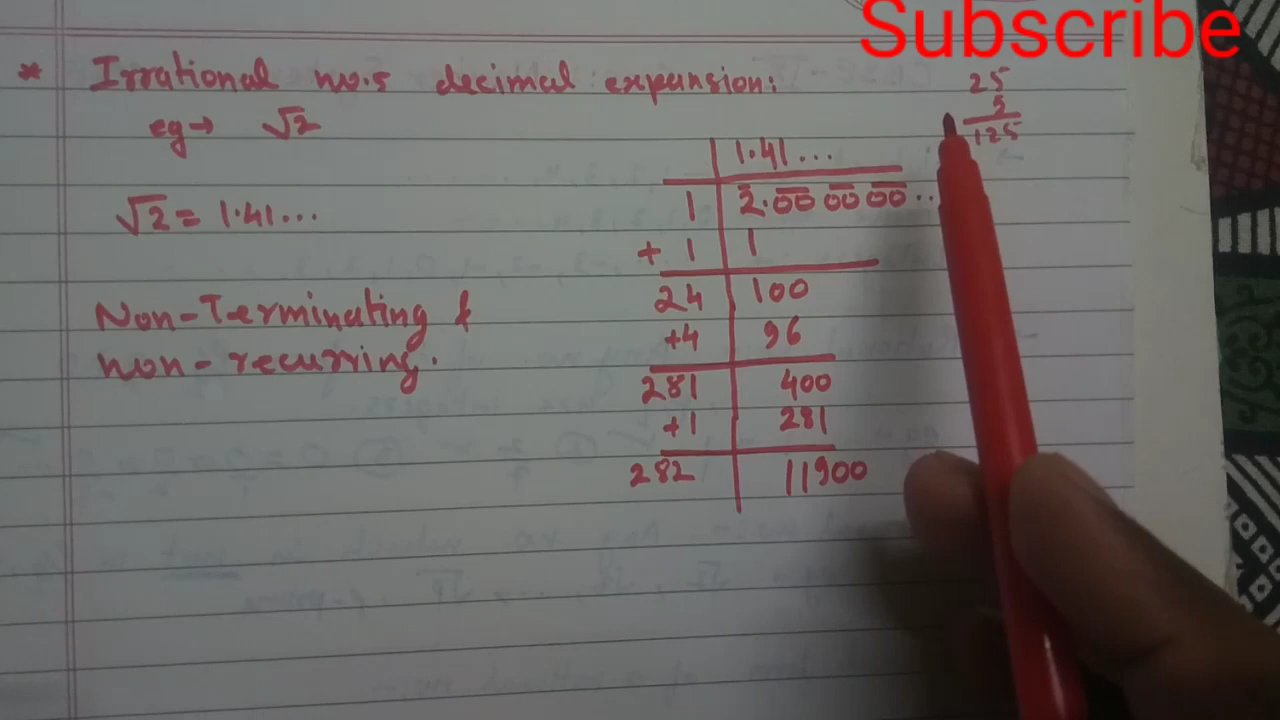 Subscribe
* Irrational no.s decimal expansion:
eg→ √2
25
5
125
√2 = 1.41...
1.41...
1 2.00 00 00..
+ 1 1
24 100
+4 96
281 400
+1 281
282 11900
Non-Terminating &
non-recurring.